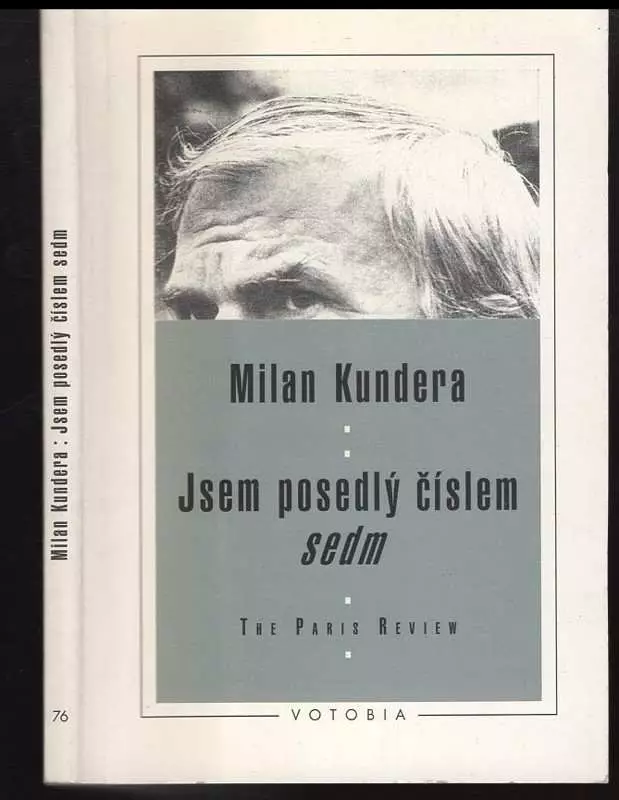 Milan Kundera : Jsem posedlý číslem sedm
76
Milan Kundera
Jsem posedlý číslem
sedm
THE PARIS REVIEW
VOTOBIA